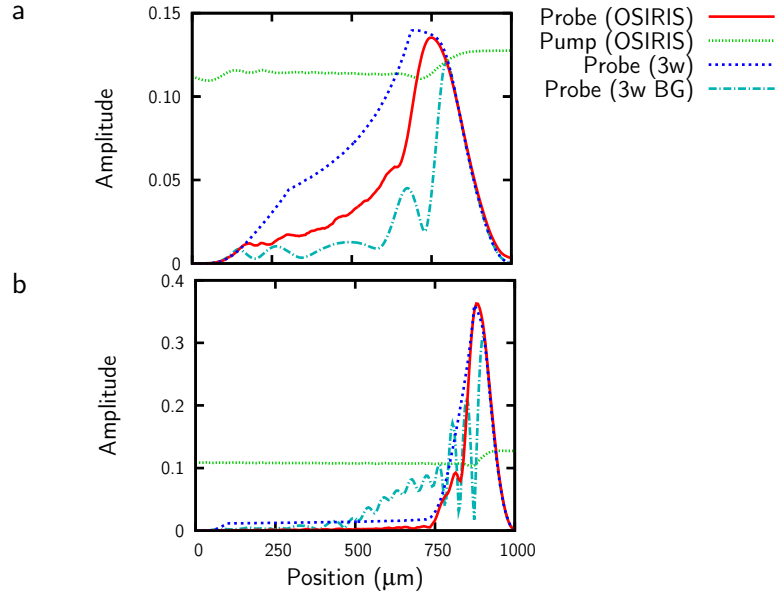 a
0.15
0.10
0.05
0
Amplitude
Probe (OSIRIS)
Pump (OSIRIS)
Probe (3w)
Probe (3w BG)
b
0.4
0.3
0.2
0.1
0
Amplitude
0 250 500 750 1000
Position (μm)